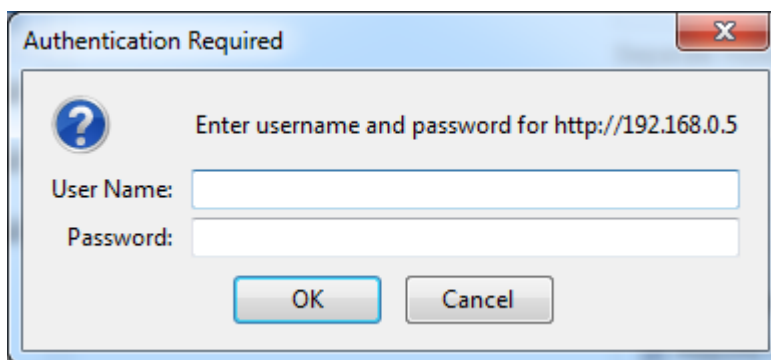 Authentication Required
Enter username and password for http://192.168.0.5
User Name:
Password:
OK Cancel